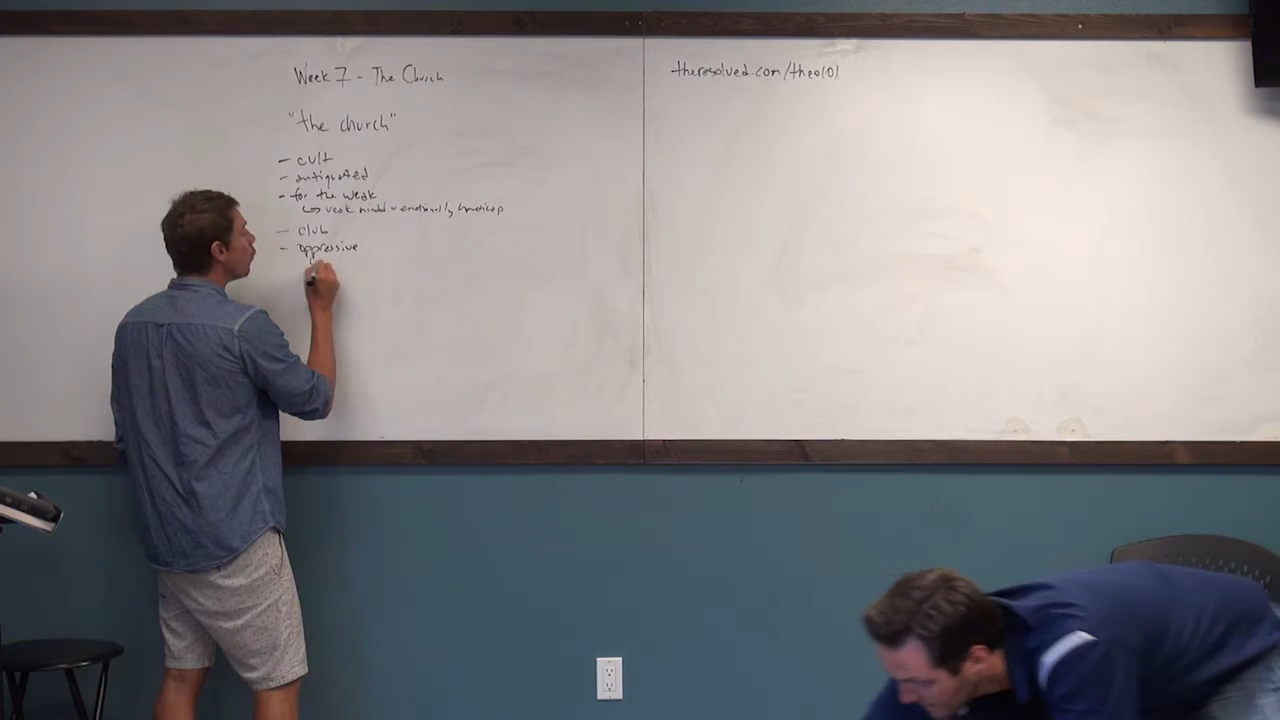 Week 7 - The Church
"the church"
- cult
- antiquated
- for the weak
↳ weak minded emotionally handicap
- club
- oppressive
theresolved.com/theo101